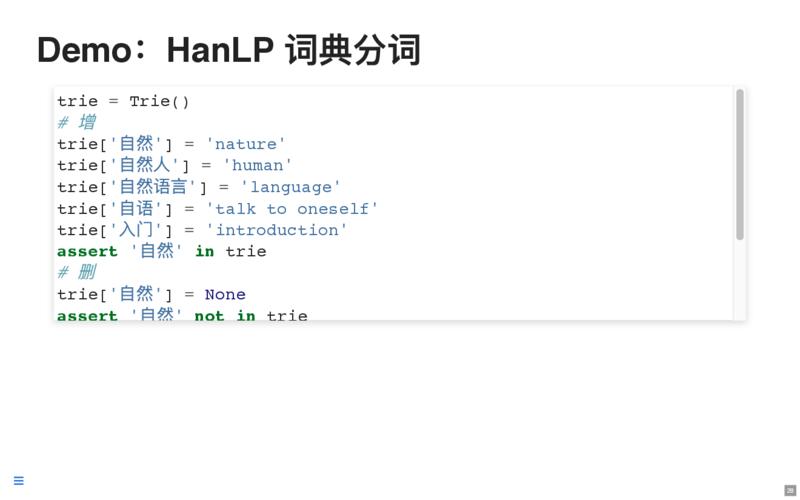 Demo：HanLP 词典分词
trie = Trie()
# 增
trie['自然'] = 'nature'
trie['自然人'] = 'human'
trie['自然语言'] = 'language'
trie['自语'] = 'talk to oneself'
trie['入门'] = 'introduction'
assert '自然' in trie
# 删
trie['自然'] = None
assert '自然' not in trie
28